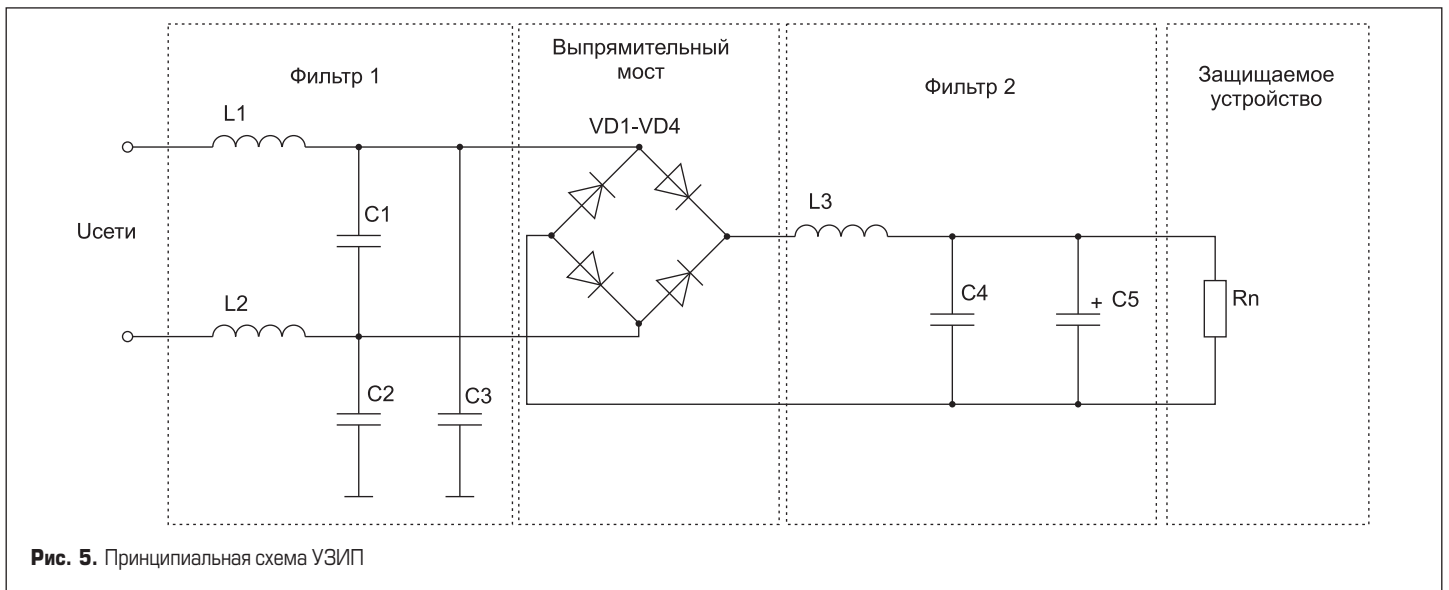 Фильтр 1
Выпрямительный
мост
Фильтр 2
Защищаемое
устройство
L1
VD1-VD4
C1
L3
Uсети
L2
C4
+ C5
Rn
C2
C3
Рис. 5. Принципиальная схема УЗИП